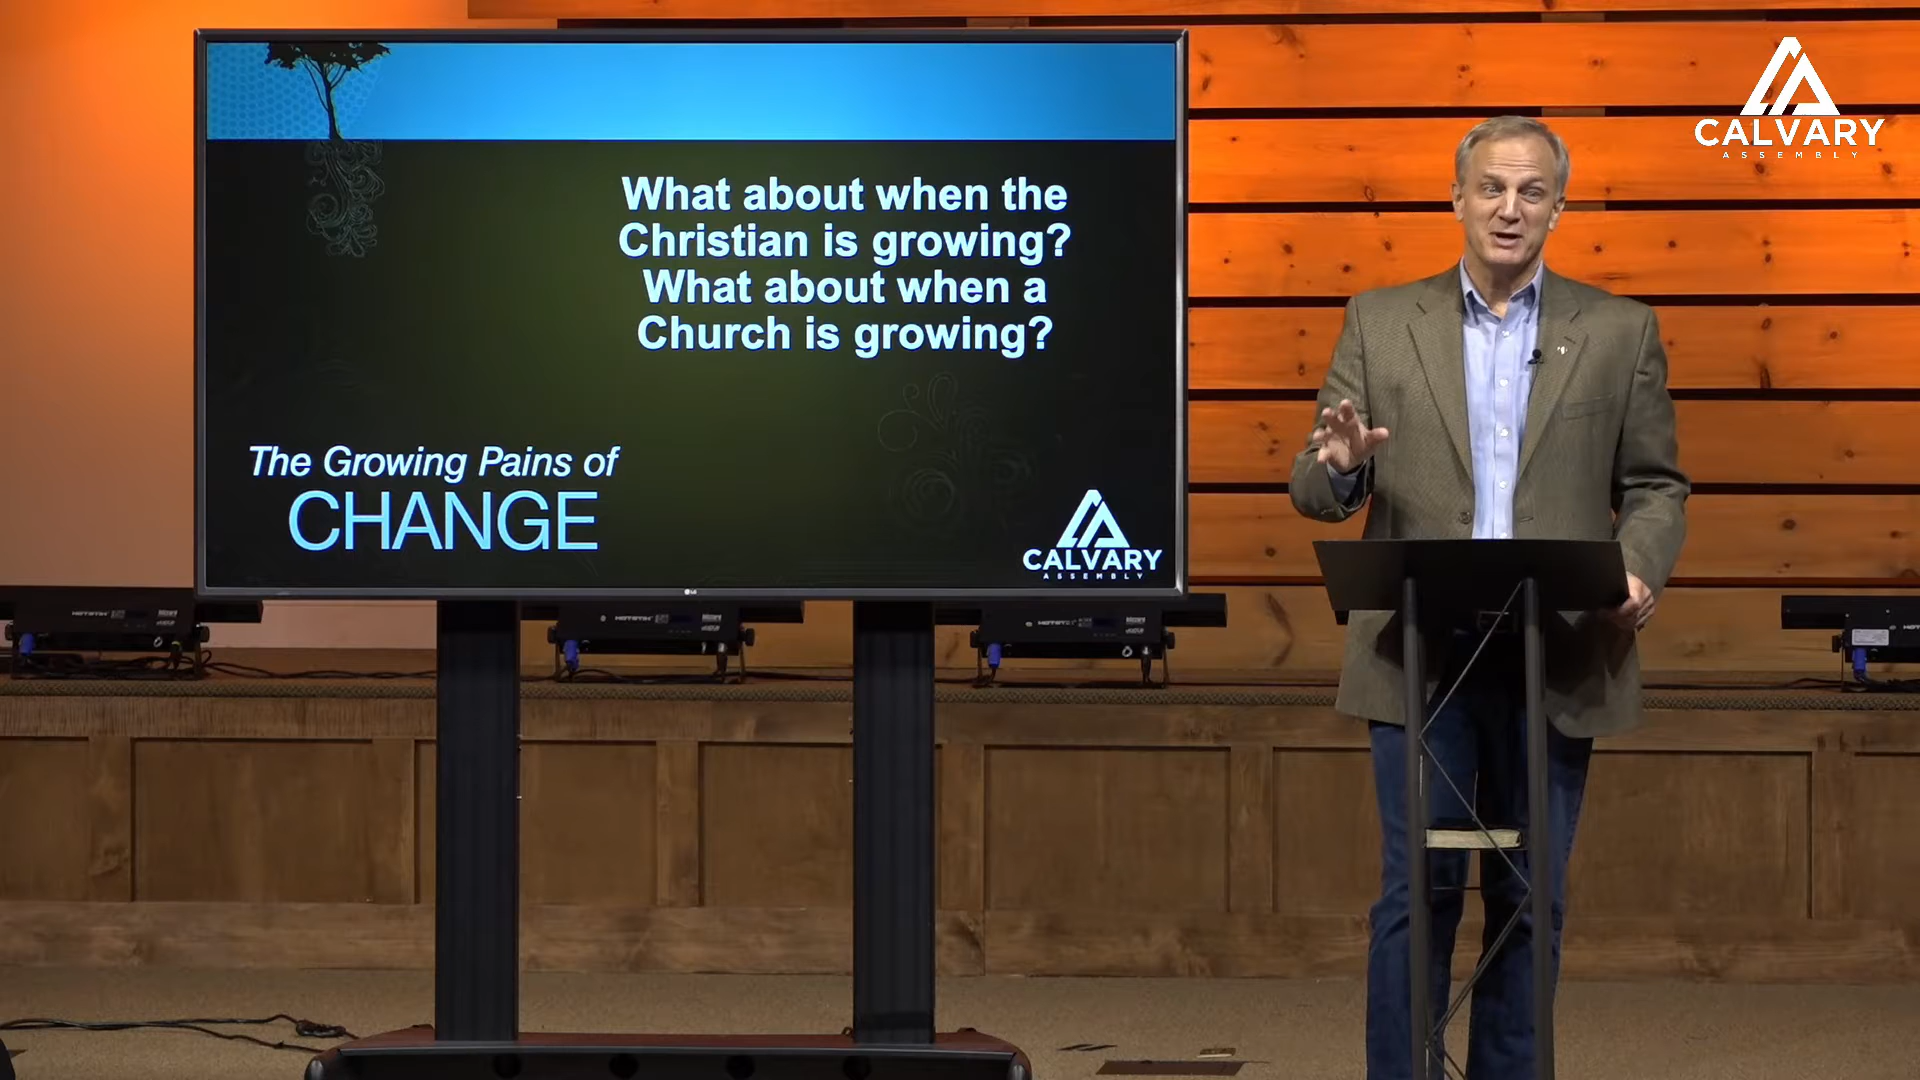 What about when the
Christian is growing?
What about when a
Church is growing?
The Growing Pains of
CHANGE
CALVARY
ASSEMBLY
CALVARY
ASSEMBLY
LG